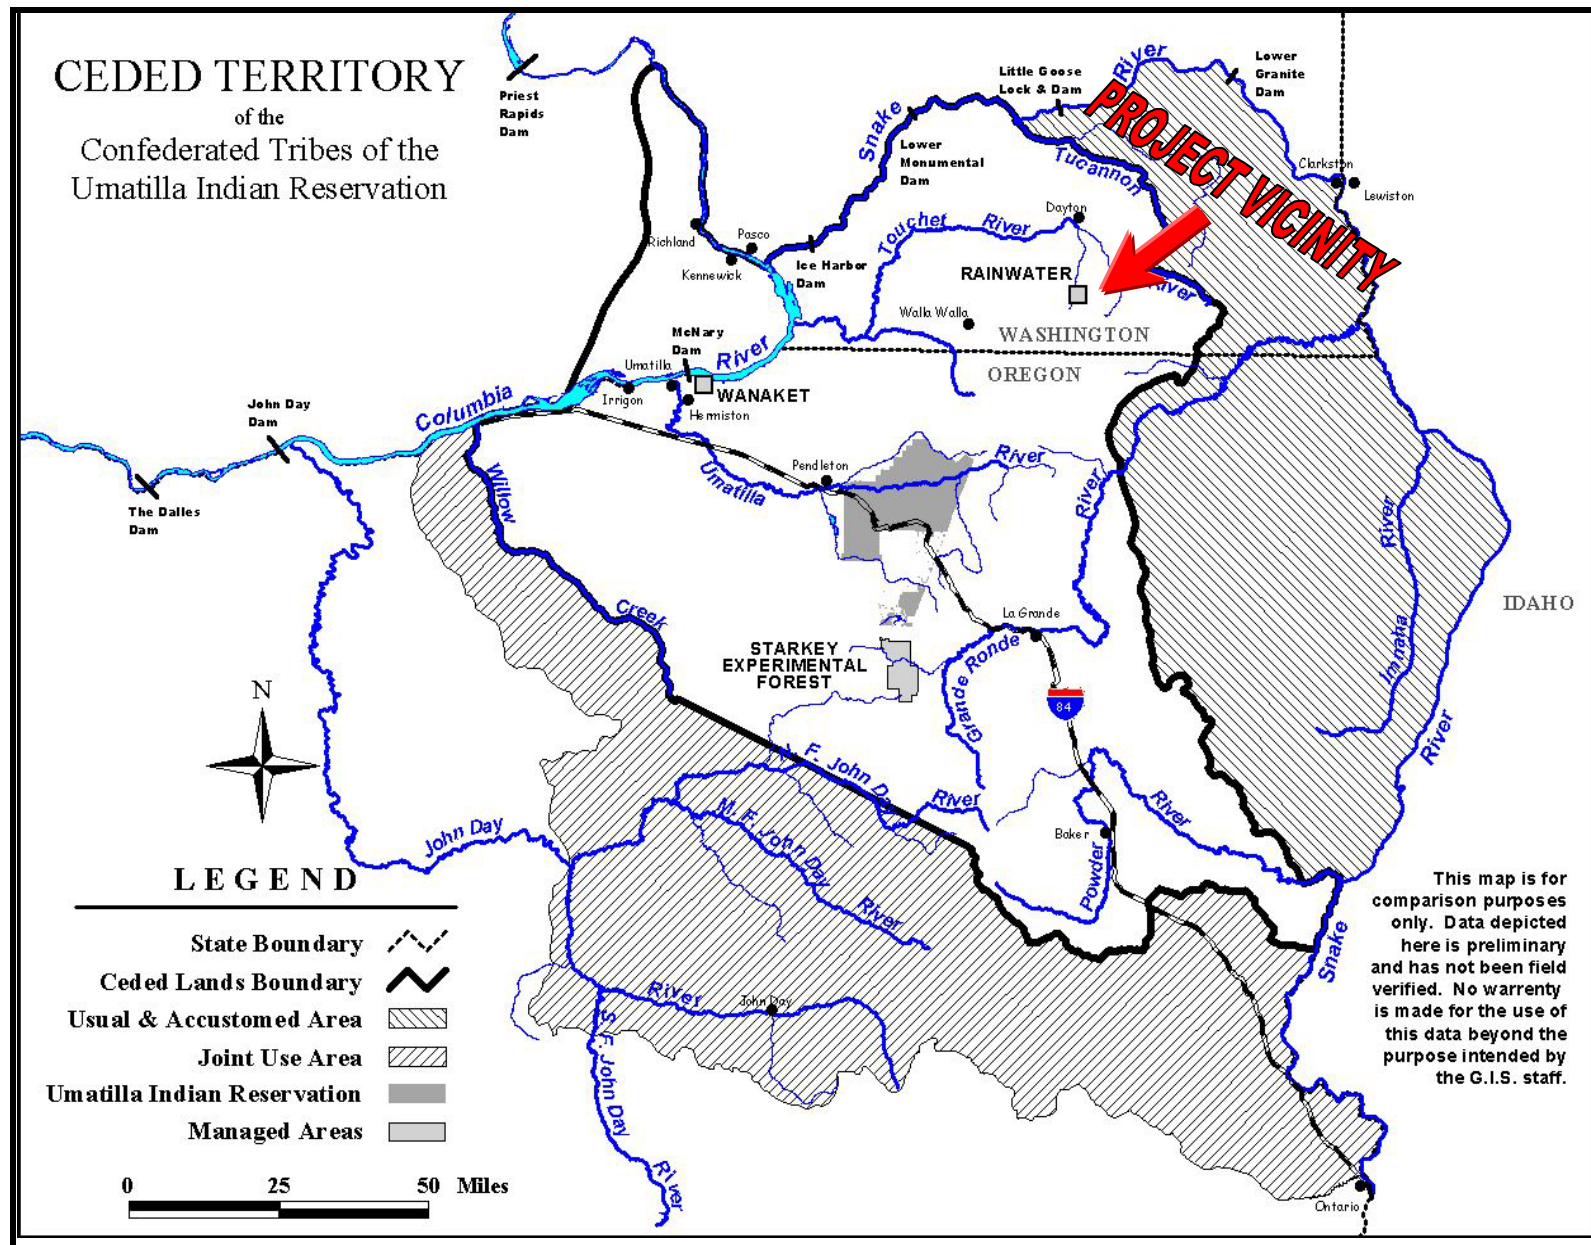 CEDED TERRITORY
of the
Confederated Tribes of the
Umatilla Indian Reservation
Priest
Rapids
Dam
Little Goose
Lock & Dam
River
Lower
Granite
Dam
PROJECT VICINITY
Snake
Lower
Monumental
Dam
Tucannon
Clarkston
Lewiston
Dayton
Touchet
River
Richland
Pasco
Kennewick
Ice Harbor
Dam
RAINWATER
River
Walla Walla
WASHINGTON
OREGON
McNary
Dam
River
Umatilla
WANAKET
Irrigon
Hermiston
Columbia
John Day
Dam
The Dalles
Dam
Willow
Umatilla
Pendleton
River
River
River
IDAHO
Creek
La Grande
STARKEY
EXPERIMENTAL
FOREST
Grande Ronde
Imnaha
84
River
N
F. John Day
River
M. F. John Day
River
River
Baker
Powder
John Day
Snake
River
John Day
S. F. John Day
River
Ontario
LEGEND
State Boundary
Ceded Lands Boundary
Usual & Accustomed Area
Joint Use Area
Umatilla Indian Reservation
Managed Areas
0 25 50 Miles
This map is for
comparison purposes
only. Data depicted
here is preliminary
and has not been field
verified. No warrenty
is made for the use of
this data beyond the
purpose intended by
the G.I.S. staff.